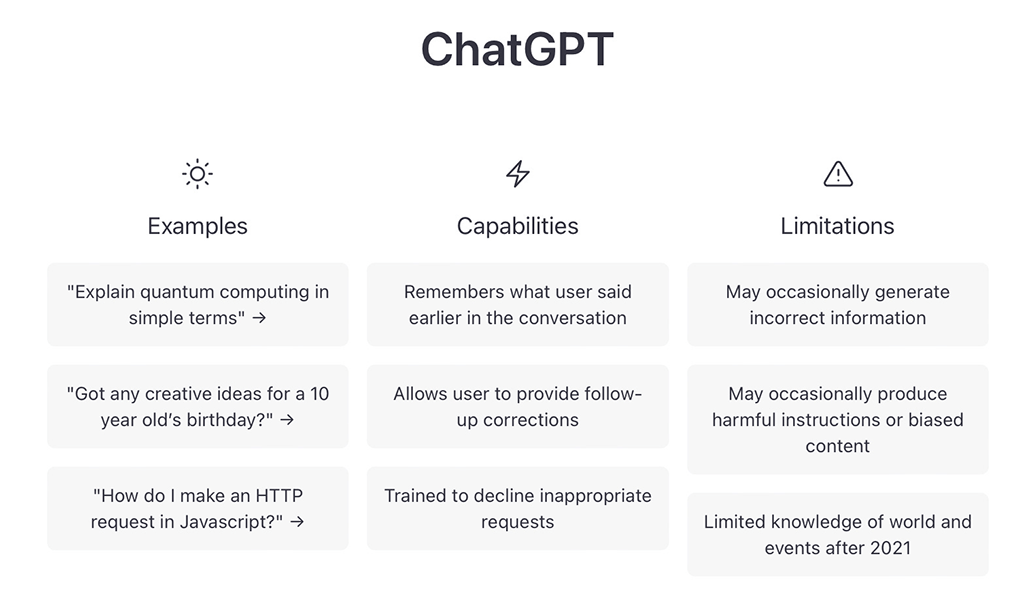 ChatGPT
Examples
"Explain quantum computing in
simple terms" →
"Got any creative ideas for a 10
year old’s birthday?" →
"How do I make an HTTP
request in Javascript?" →
Capabilities
Remembers what user said
earlier in the conversation
Allows user to provide follow-
up corrections
Trained to decline inappropriate
requests
Limitations
May occasionally generate
incorrect information
May occasionally produce
harmful instructions or biased
content
Limited knowledge of world and
events after 2021